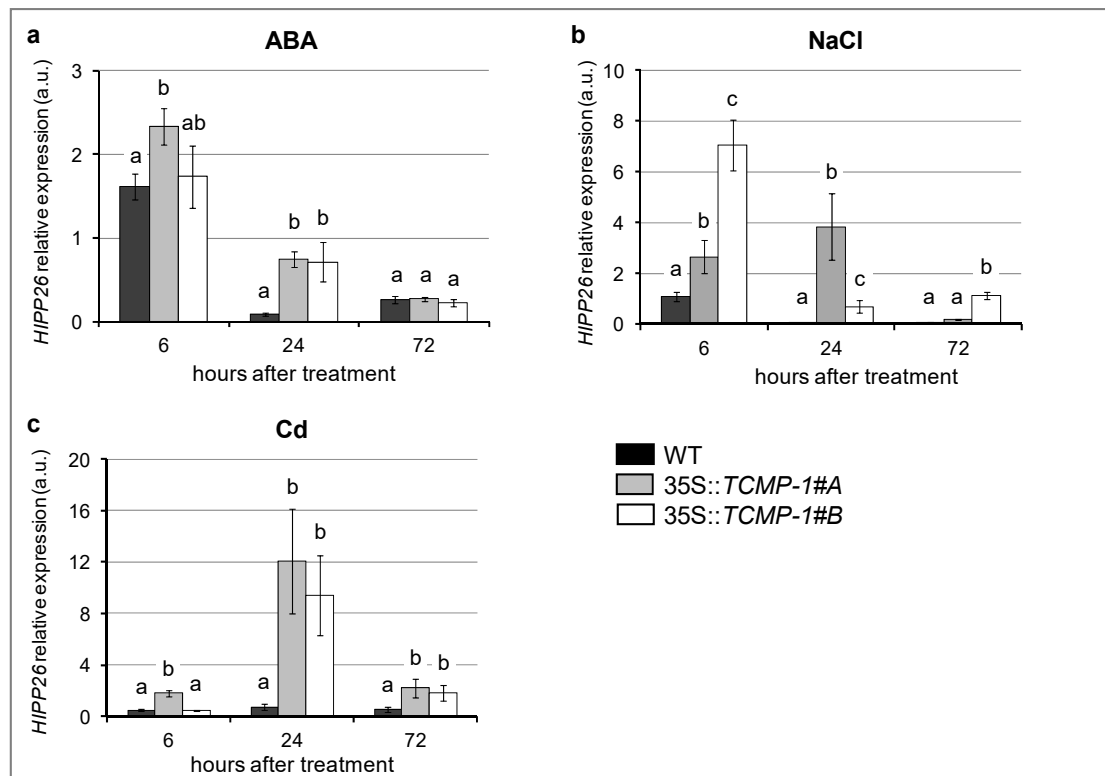 a
ABA
HIPP26 relative expression (a.u.)
3
2
1
0
a
b
ab
a
b
b
a
a
a
6
24
72
hours after treatment
b
NaCl
HIPP26 relative expression (a.u.)
10
8
6
4
2
0
a
b
c
a
b
c
a
a
b
6
24
72
hours after treatment
c
Cd
HIPP26 relative expression (a.u.)
20
16
12
8
4
0
a
b
a
a
b
b
a
b
b
6
24
72
hours after treatment
WT
35S::TCMP-1#A
35S::TCMP-1#B